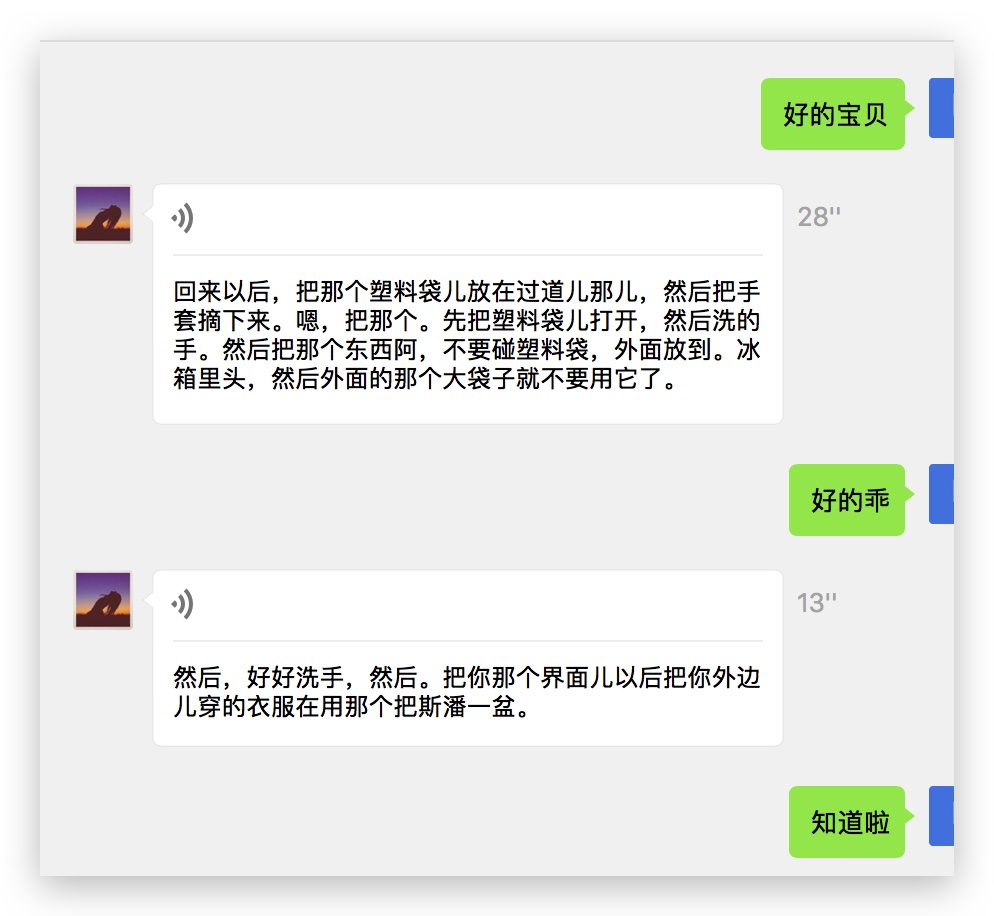 好的宝贝
28''
回来以后，把那个塑料袋儿放在过道儿那儿，然后把手
套摘下来。嗯，把那个。先把塑料袋儿打开，然后洗的
手。然后把那个东西阿，不要碰塑料袋，外面放到。冰
箱里头，然后外面的那个大袋子就不要用它了。
好的乖
13''
然后，好好洗手，然后。把你那个界面儿以后把你外边
儿穿的衣服在用那个把斯潘一盆。
知道啦